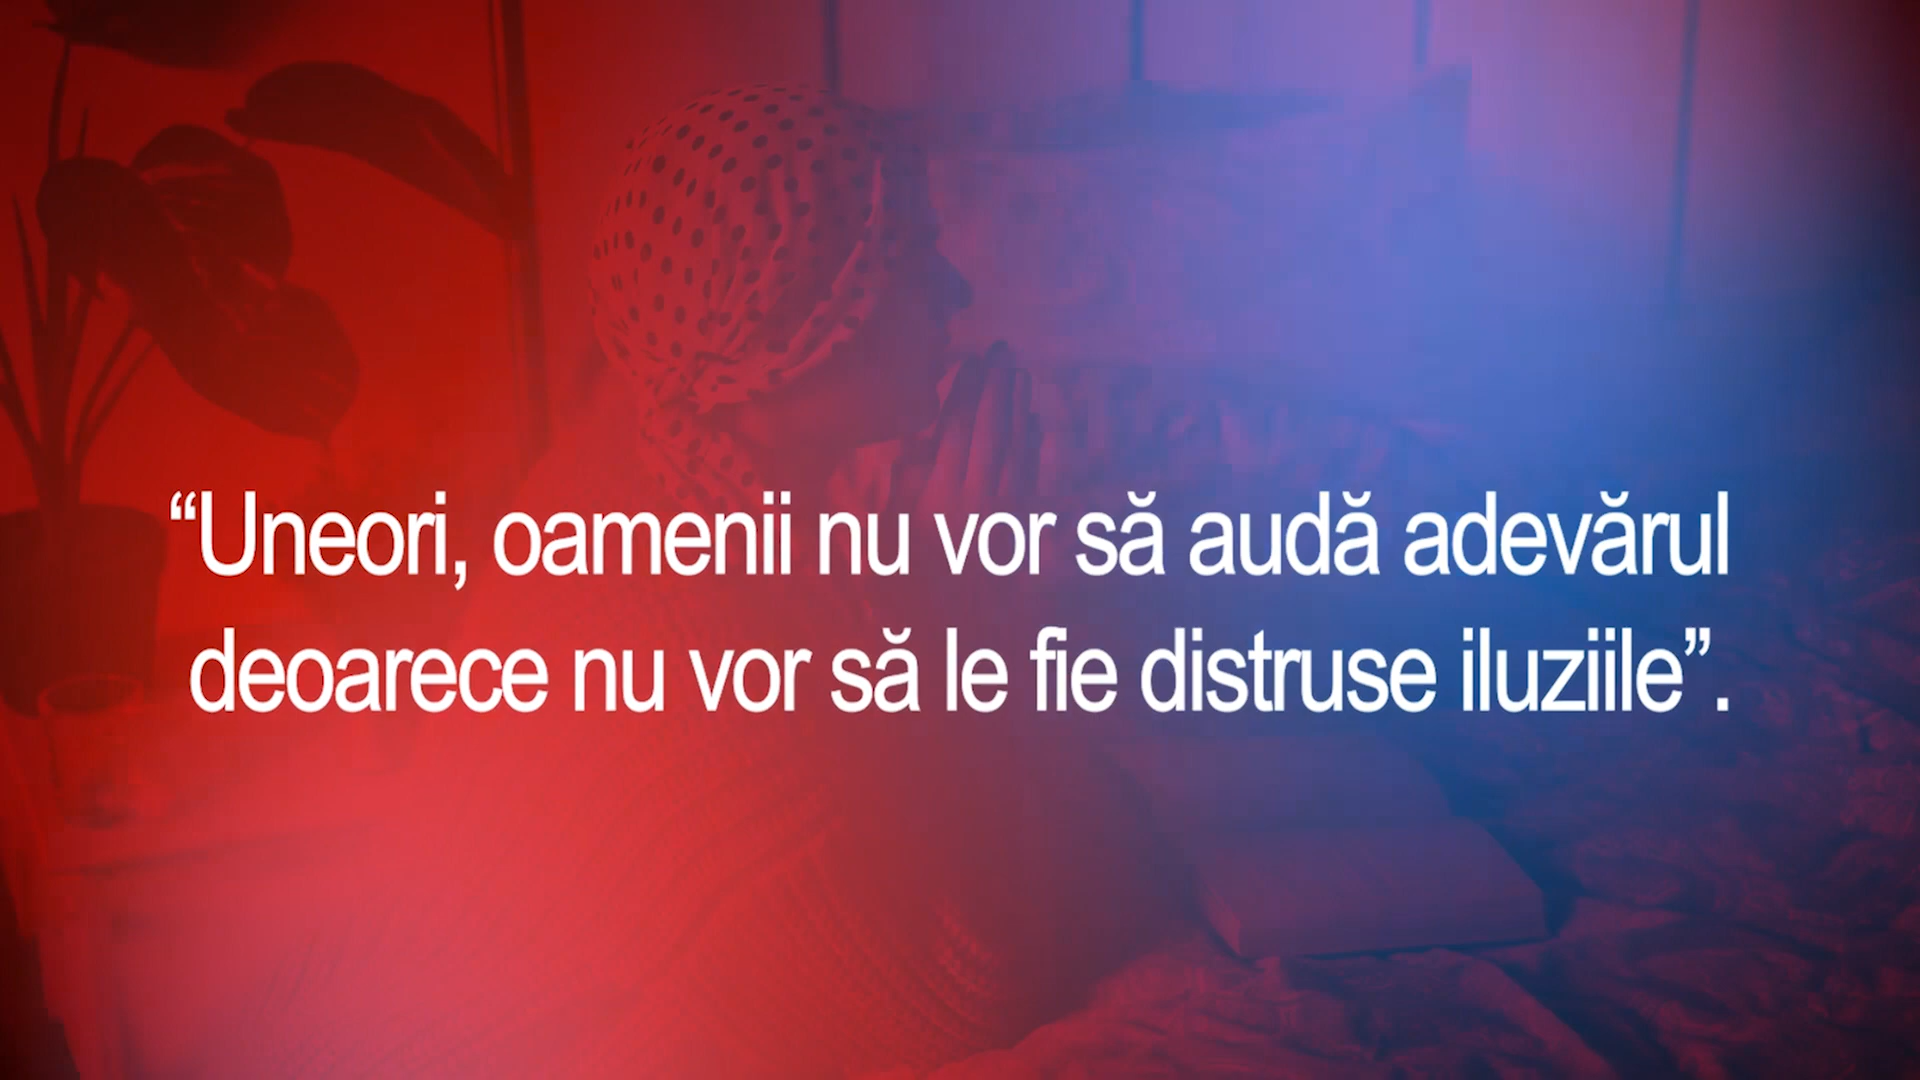 “Uneori, oamenii nu vor să audă adevărul
deoarece nu vor să le fie distruse iluziile”.